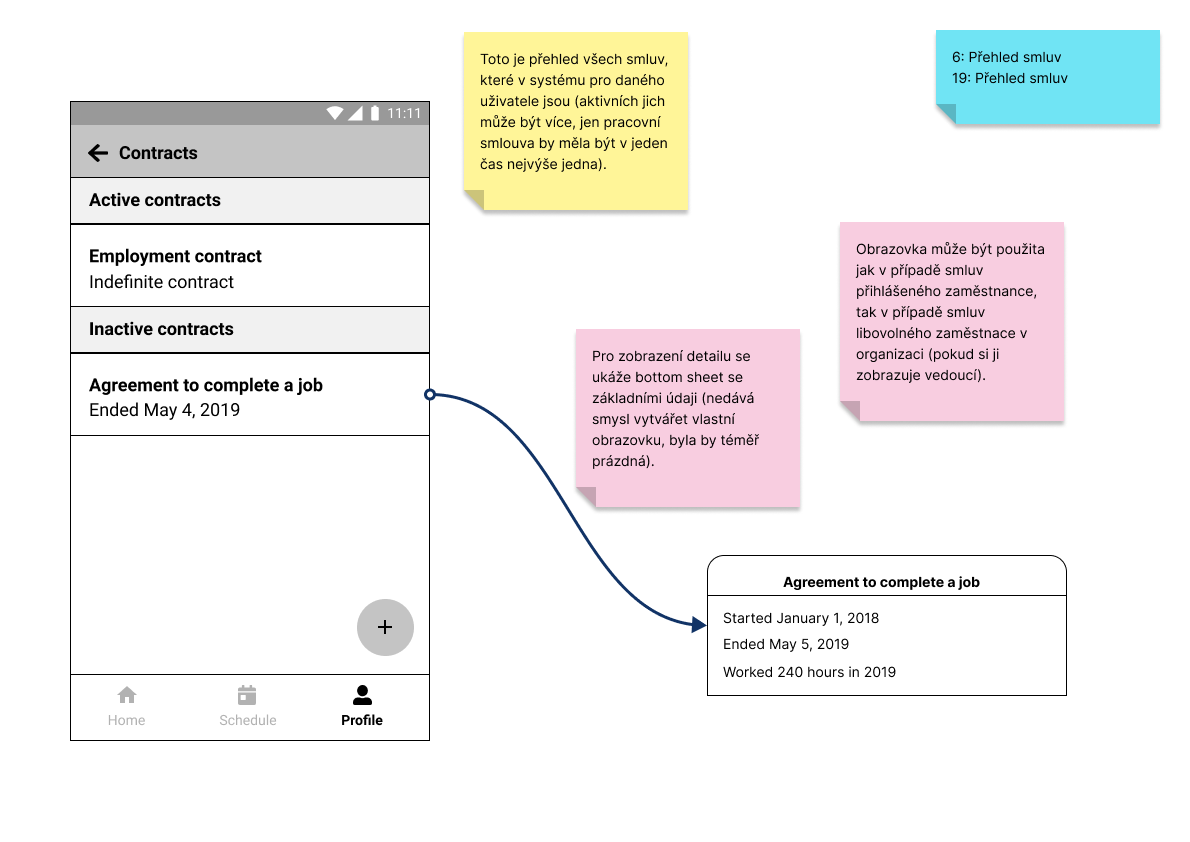 11:11
Contracts
Active contracts
Employment contract
Indefinite contract
Inactive contracts
Agreement to complete a job
Ended May 4, 2019
+
Home
Schedule
Profile
Toto je přehled všech smluv,
které v systému pro daného
uživatele jsou (aktivních jich
může být více, jen pracovní
smlouva by měla být v jeden
čas nejvýše jedna).
6: Přehled smluv
19: Přehled smluv
Obrazovka může být použita
jak v případě smluv
přihlášeného zaměstnance,
tak v případě smluv
libovolného zaměstnace v
organizaci (pokud si ji
zobrazuje vedoucí).
Pro zobrazení detailu se
ukáže bottom sheet se
základními údaji (nedává
smysl vytvářet vlastní
obrazovku, byla by téměř
prázdná).
Agreement to complete a job
Started January 1, 2018
Ended May 5, 2019
Worked 240 hours in 2019